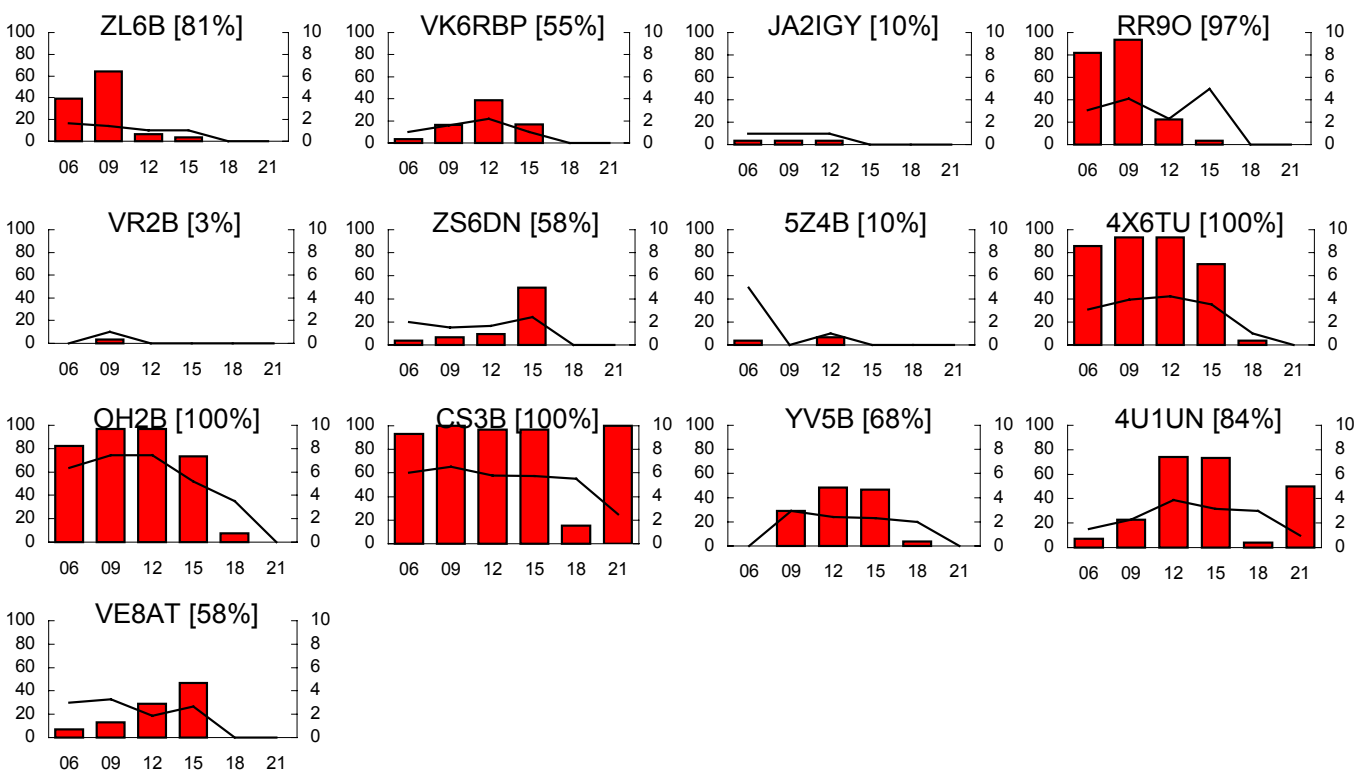 ZL6B [81%]
100 80 60 40 20 0
10 8 6 4 2 0
06 09 12 15 18 21
VK6RBP [55%]
100 80 60 40 20 0
10 8 6 4 2 0
06 09 12 15 18 21
JA2IGY [10%]
100 80 60 40 20 0
10 8 6 4 2 0
06 09 12 15 18 21
RR9O [97%]
100 80 60 40 20 0
10 8 6 4 2 0
06 09 12 15 18 21
VR2B [3%]
100 80 60 40 20 0
10 8 6 4 2 0
06 09 12 15 18 21
ZS6DN [58%]
100 80 60 40 20 0
10 8 6 4 2 0
06 09 12 15 18 21
5Z4B [10%]
100 80 60 40 20 0
10 8 6 4 2 0
06 09 12 15 18 21
4X6TU [100%]
100 80 60 40 20 0
10 8 6 4 2 0
06 09 12 15 18 21
OH2B [100%]
100 80 60 40 20 0
10 8 6 4 2 0
06 09 12 15 18 21
CS3B [100%]
100 80 60 40 20 0
10 8 6 4 2 0
06 09 12 15 18 21
YV5B [68%]
100 80 60 40 20 0
10 8 6 4 2 0
06 09 12 15 18 21
4U1UN [84%]
100 80 60 40 20 0
10 8 6 4 2 0
06 09 12 15 18 21
VE8AT [58%]
100 80 60 40 20 0
10 8 6 4 2 0
06 09 12 15 18 21